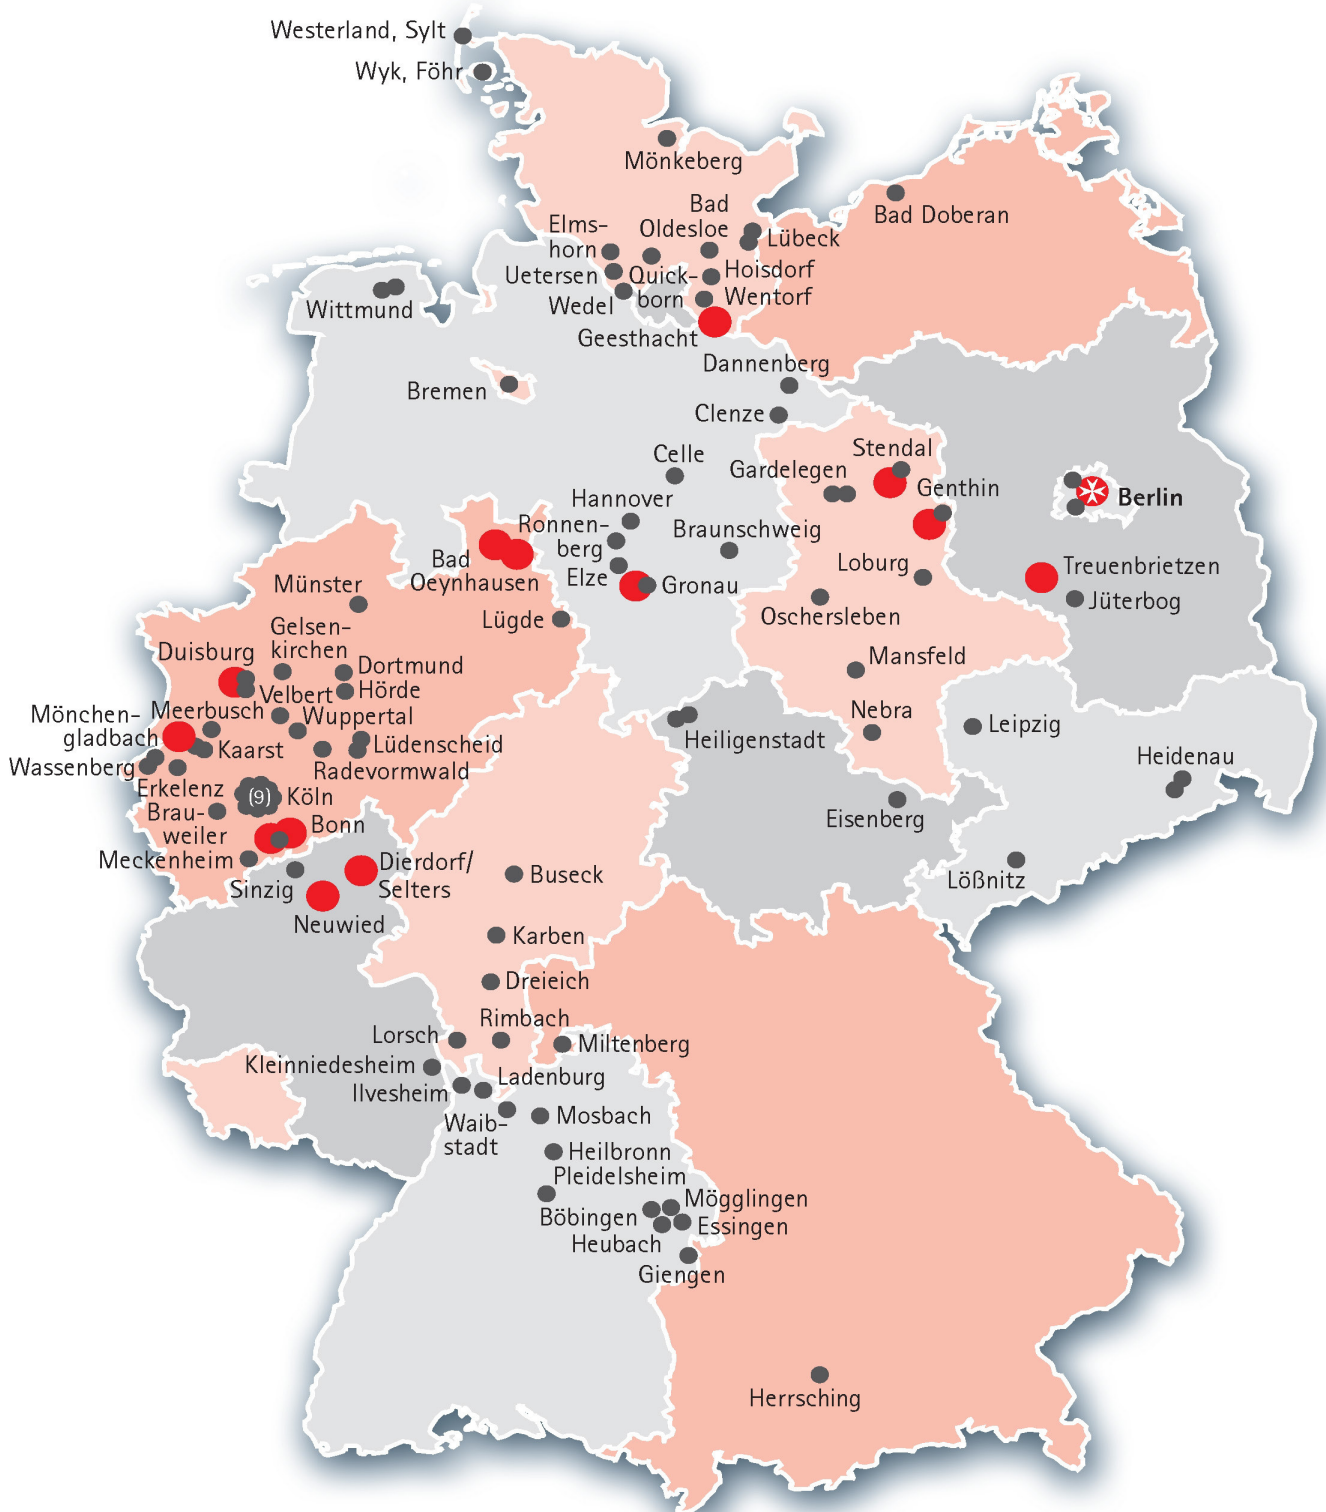 Westerland, Sylt
Wyk, Föhr
Mönkeberg
Bad
Oldesloe
Bad Doberan
Elms-
horn
Lübeck
Uetersen
Quick-
born
Hoisdorf
Wedel
Wentorf
Wittmund
Geesthacht
Dannenberg
Bremen
Clenze
Celle
Stendal
Gardelegen
Genthin
Berlin
Hannover
Ronnen-
berg
Braunschweig
Bad
Oeynhausen
Elze
Gronau
Loburg
Treuenbrietzen
Jüterbog
Oschersleben
Münster
Lügde
Gelsen-
kirchen
Duisburg
Dortmund
Mansfeld
Velbert
Hörde
Meerbusch
Wuppertal
Mönchen-
gladbach
Nebra
Leipzig
Heiligenstadt
Kaarst
Lüdenscheid
Wassenberg
Radevormwald
Heidenau
Erkelenz
(9)
Köln
Brau-
weiler
Bonn
Eisenberg
Meckenheim
Dierdorf/
Selters
Sinzig
Buseck
Lößnitz
Neuwied
Karben
Dreieich
Rimbach
Lorsch
Miltenberg
Kleinniedesheim
Ladenburg
Ilvesheim
Waib-
stadt
Mosbach
Heilbronn
Pleidelsheim
Mögglingen
Böbingen
Essingen
Heubach
Giengen
Herrsching